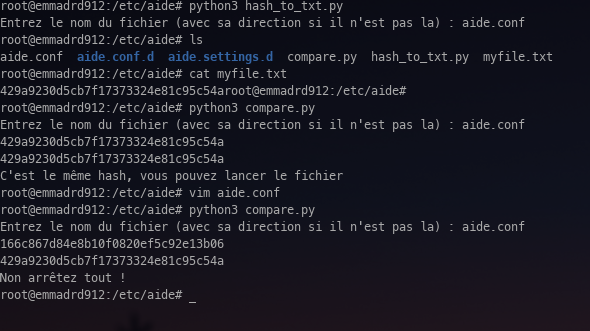 root@emmadrd912:/etc/aide# python3 hash_to_txt.py
Entrez le nom du fichier (avec sa direction si il n'est pas la) : aide.conf
root@emmadrd912:/etc/aide# ls
aide.conf  aide.conf.d  aide.settings.d  compare.py  hash_to_txt.py  myfile.txt
root@emmadrd912:/etc/aide# cat myfile.txt
429a9230d5cb7f17373324e81c95c54aroot@emmadrd912:/etc/aide#
root@emmadrd912:/etc/aide# python3 compare.py
Entrez le nom du fichier (avec sa direction si il n'est pas la) : aide.conf
429a9230d5cb7f17373324e81c95c54a
429a9230d5cb7f17373324e81c95c54a
C'est le même hash, vous pouvez lancer le fichier
root@emmadrd912:/etc/aide# vim aide.conf
root@emmadrd912:/etc/aide# python3 compare.py
Entrez le nom du fichier (avec sa direction si il n'est pas la) : aide.conf
166c867d84e8b10f0820ef5c92e13b06
429a9230d5cb7f17373324e81c95c54a
Non arrêtez tout !
root@emmadrd912:/etc/aide# _